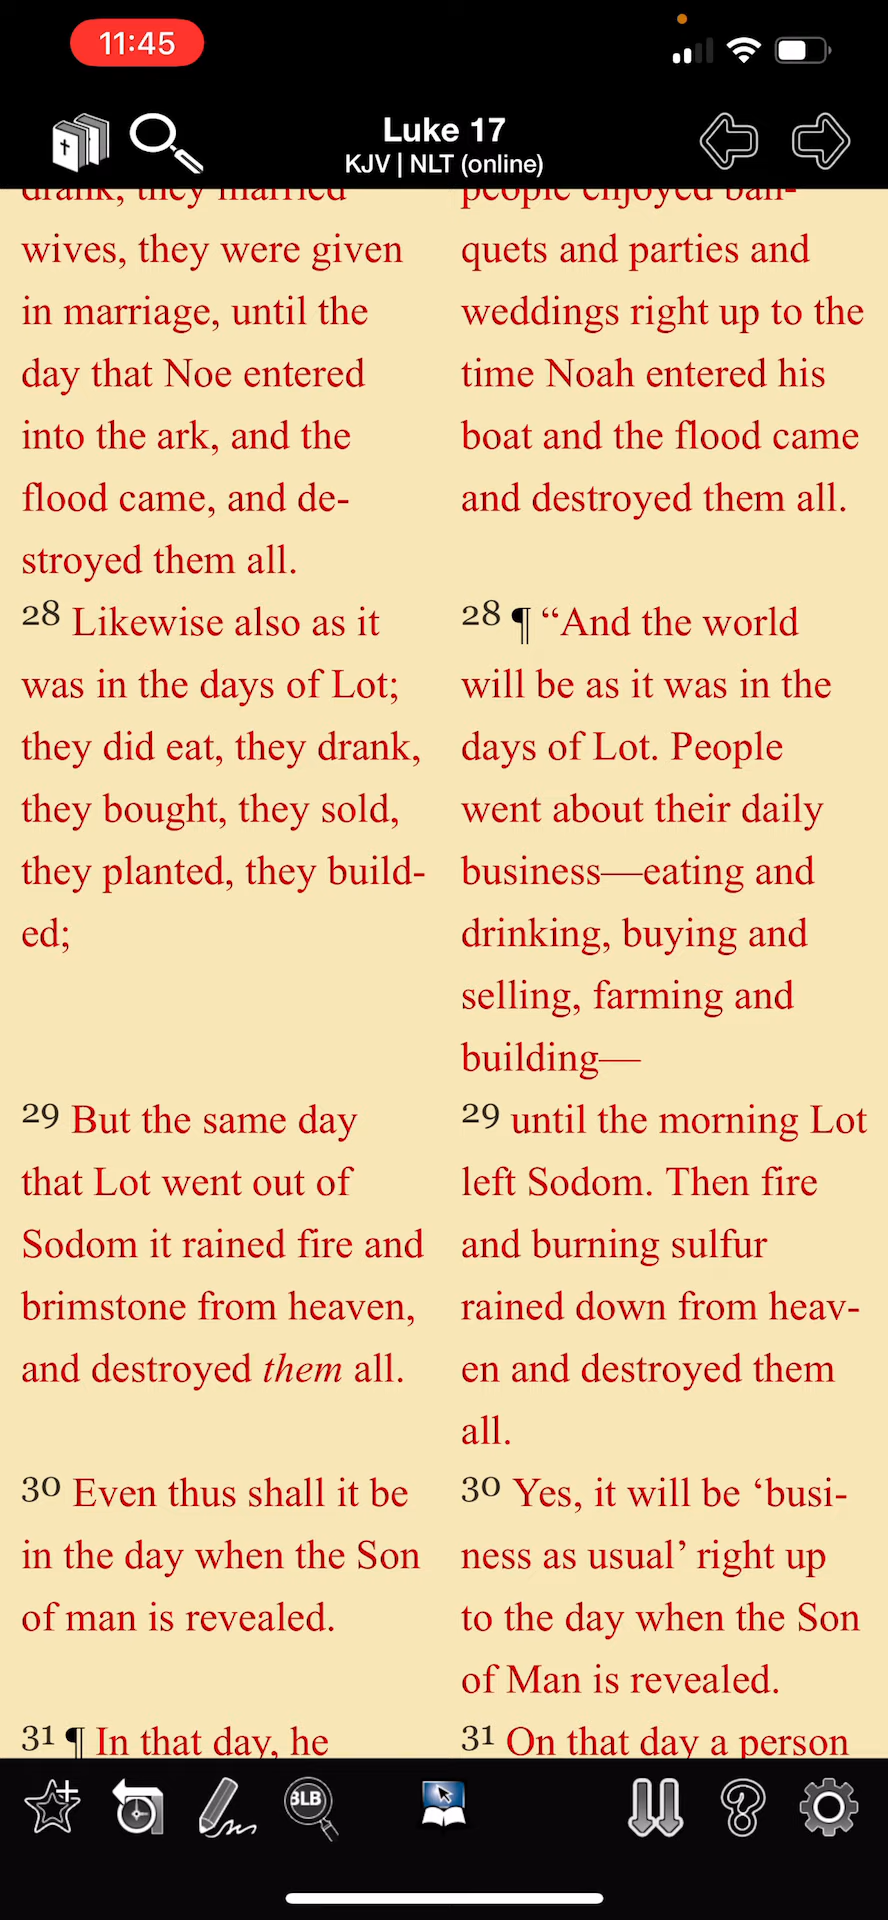 11:45
Luke 17
KJV | NLT (online)
drank, they married
wives, they were given
in marriage, until the
day that Noe entered
into the ark, and the
flood came, and de-
stroyed them all.
28 Likewise also as it
was in the days of Lot;
they did eat, they drank,
they bought, they sold,
they planted, they build-
ed;
29 But the same day
that Lot went out of
Sodom it rained fire and
brimstone from heaven,
and destroyed them all.
30 Even thus shall it be
in the day when the Son
of man is revealed.
31 ¶ In that day, he
people enjoyed ban-
quets and parties and
weddings right up to the
time Noah entered his
boat and the flood came
and destroyed them all.
28 ¶ “And the world
will be as it was in the
days of Lot. People
went about their daily
business—eating and
drinking, buying and
selling, farming and
building—
29 until the morning Lot
left Sodom. Then fire
and burning sulfur
rained down from heav-
en and destroyed them
all.
30 Yes, it will be ‘busi-
ness as usual’ right up
to the day when the Son
of Man is revealed.
31 On that day a person
BLB